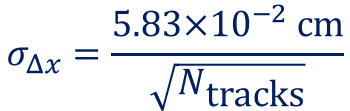 σ_Δx = 5.83×10⁻² cm / √N_tracks